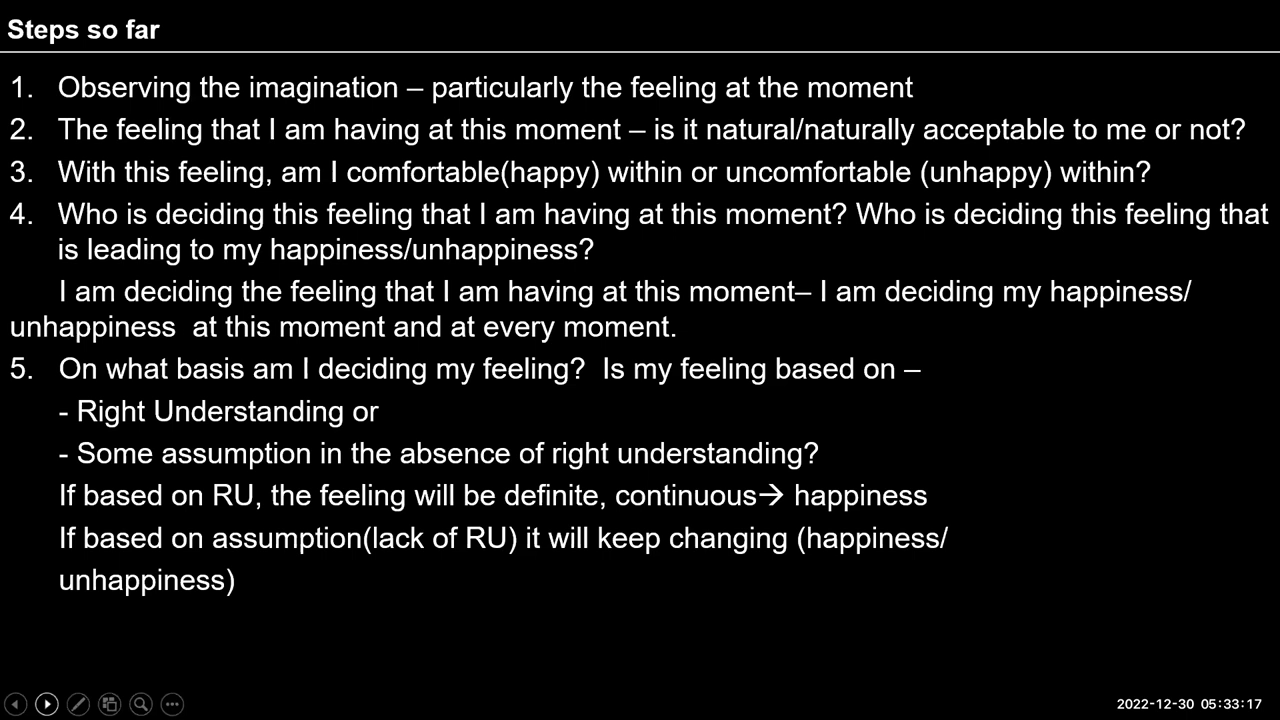 Steps so far
1. Observing the imagination – particularly the feeling at the moment
2. The feeling that I am having at this moment – is it natural/naturally acceptable to me or not?
3. With this feeling, am I comfortable(happy) within or uncomfortable (unhappy) within?
4. Who is deciding this feeling that I am having at this moment? Who is deciding this feeling that
is leading to my happiness/unhappiness?
I am deciding the feeling that I am having at this moment– I am deciding my happiness/
unhappiness  at this moment and at every moment.
5. On what basis am I deciding my feeling?  Is my feeling based on –
- Right Understanding or
- Some assumption in the absence of right understanding?
If based on RU, the feeling will be definite, continuous→ happiness
If based on assumption(lack of RU) it will keep changing (happiness/
unhappiness)
2022-12-30 05:33:17